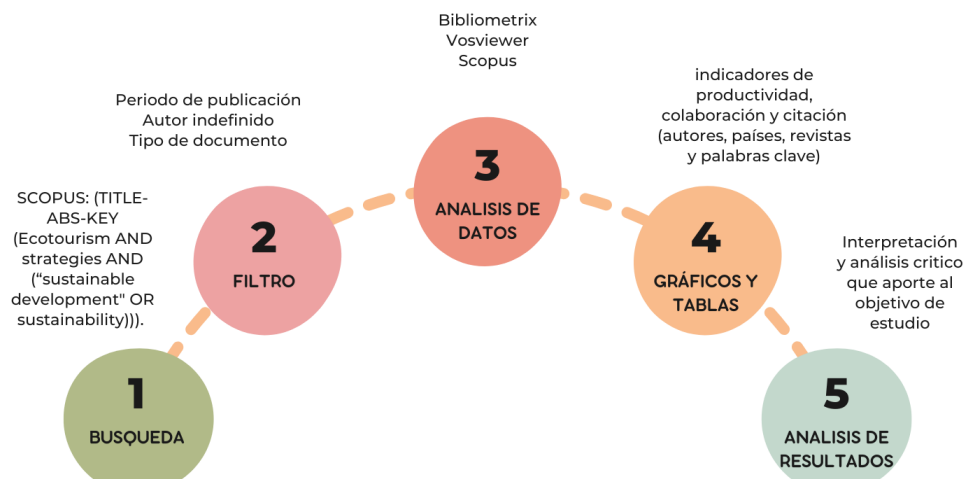 SCOPUS: (TITLE-
ABS-KEY
(Ecotourism AND
strategies AND
(“sustainable
development" OR
sustainability))).
1
BUSQUEDA
Periodo de publicación
Autor indefinido
Tipo de documento
2
FILTRO
Bibliometrix
Vosviewer
Scopus
3
ANALISIS DE
DATOS
indicadores de
productividad,
colaboración y citación
(autores, países, revistas
y palabras clave)
4
GRÁFICOS Y
TABLAS
Interpretación
y análisis critico
que aporte al
objetivo de
estudio
5
ANALISIS DE
RESULTADOS